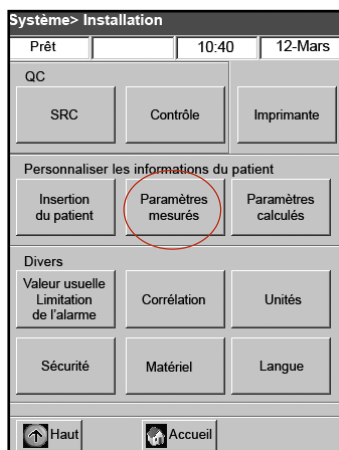 Système> Installation
Prêt 10:40 12-Mars
QC
SRC Contrôle Imprimante
Personnaliser les informations du patient
Insertion
du patient
Paramètres
mesurés
Paramètres
calculés
Divers
Valeur usuelle
Limitation
de l'alarme
Corrélation
Unités
Sécurité Matériel Langue
Haut Accueil